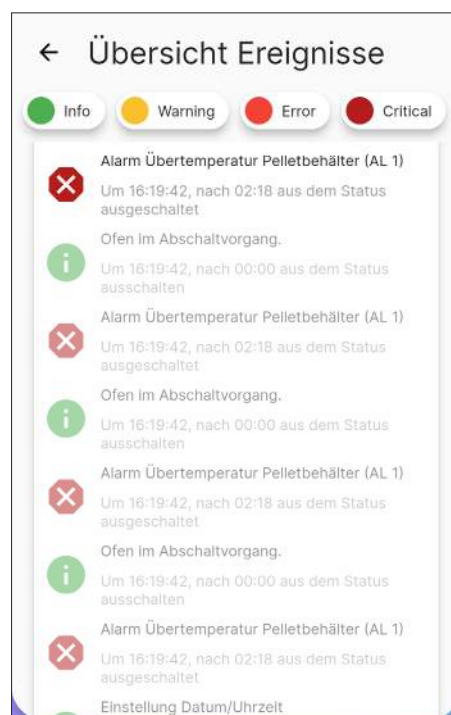 Übersicht Ereignisse
Info Warning Error Critical
Alarm Übertemperatur Pelletbehälter (AL 1)
Um 16:19:42, nach 02:18 aus dem Status
ausgeschaltet
Ofen im Abschaltvorgang.
Um 16:19:42, nach 00:00 aus dem Status
ausschalten
Alarm Übertemperatur Pelletbehälter (AL 1)
Um 16:19:42, nach 02:18 aus dem Status
ausgeschaltet
Ofen im Abschaltvorgang.
Um 16:19:42, nach 00:00 aus dem Status
ausschalten
Alarm Übertemperatur Pelletbehälter (AL 1)
Um 16:19:42, nach 02:18 aus dem Status
ausgeschaltet
Ofen im Abschaltvorgang.
Um 16:19:42, nach 00:00 aus dem Status
ausschalten
Alarm Übertemperatur Pelletbehälter (AL 1)
Um 16:19:42, nach 02:18 aus dem Status
ausgeschaltet
Einstellung Datum/Uhrzeit